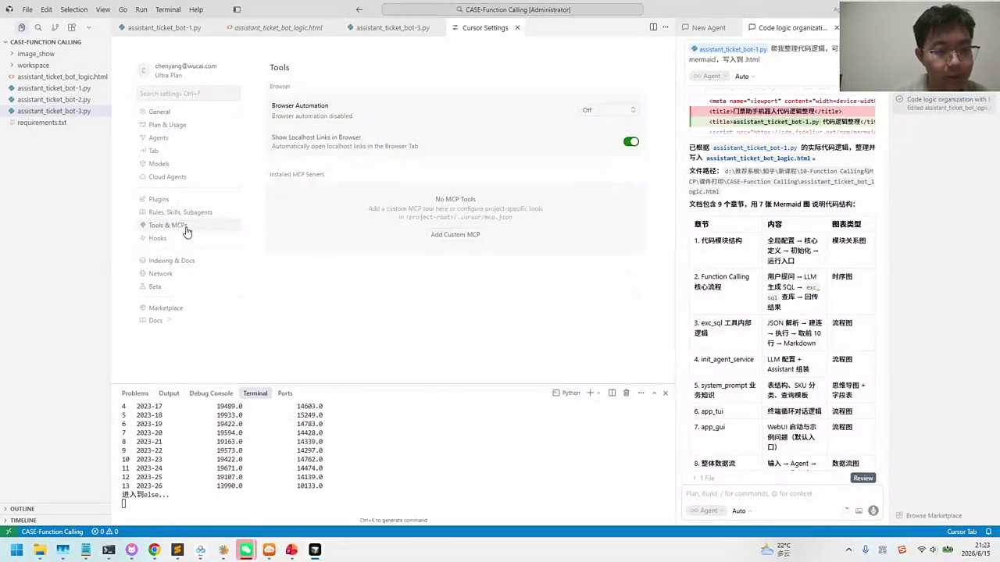 File Edit Selection View Go Run Terminal Help
CASE-Function Calling [Administrator]
assistant_ticket_bot-1.py
assistant_ticket_bot_logic.html
assistant_ticket_bot-3.py
Cursor Settings
New Agent
Code logic organizati...
CASE-FUNCTION CALLING
image_show
workspace
assistant_ticket_bot_logic.html
assistant_ticket_bot-1.py
assistant_ticket_bot-2.py
assistant_ticket_bot-3.py
requirements.txt
OUTLINE
TIMELINE
C
chenyang@wucai.com
Ultra Plan
Search settings Ctrl+F
General
Plan & Usage
Agents
Tab
Models
Cloud Agents
Plugins
Rules, Skills, Subagents
Tools & MCPs
Hooks
Indexing & Docs
Network
Beta
Marketplace
Docs
Tools
Browser
Browser Automation
Browser automation disabled
Off
Show Localhost Links in Browser
Automatically open localhost links in the Browser Tab
Installed MCP Servers
No MCP Tools
Add a custom MCP tool here or configure project-specific tools
in <project-root>/.cursor/mcp.json
Add Custom MCP
Problems Output Debug Console Terminal Ports
Python
4 2023-17 19489.0 14603.0
5 2023-18 19933.0 15249.0
6 2023-19 19422.0 14783.0
7 2023-20 19594.0 14428.0
8 2023-21 19163.0 14339.0
9 2023-22 19573.0 14297.0
10 2023-23 19422.0 14762.0
11 2023-24 19671.0 14474.0
12 2023-25 19107.0 14139.0
13 2023-26 13990.0 10133.0
进入到else...
Ctrl+K to generate command
assistant_ticket_bot-1.py 帮我整理代码逻辑，可
mermaid，写入到 .html
Agent Auto
<meta name="viewport" content="width=device-widt
<title>门票助手机器人代码逻辑整理</title>
<title>assistant_ticket_bot-1.py 代码逻辑整理</tit
<script src="https://cdn.jsdelivr.net/npm/mermaid
已根据 assistant_ticket_bot-1.py 的实际代码逻辑，整理并
写入 assistant_ticket_bot_logic.html。
文件路径：d:\推荐系统\知乎\新课程\10-Function Calling与M
CP\课件打印\CASE-Function Calling\assistant_ticket_bot_l
ogic.html
文档包含 9 个章节，用 7 张 Mermaid 图 说明代码结构：
章节 内容 图表类型
1. 代码模块结构 全局配置 → 核心
定义 → 初始化 →
运行入口 模块关系图
2. Function Calling
核心流程 用户提问 → LLM
生成 SQL → exc_
sql 查库 → 回传
结果 时序图
3. exc_sql 工具内部
逻辑 JSON 解析 → 建连
→ 执行 → 取前 10
行 → Markdown 流程图
4. init_agent_service LLM 配置 +
Assistant 组装 流程图
5. system_prompt 业
务知识 表结构、SKU 分
类、查询模板 思维导图 +
字段表
6. app_tui 终端循环对话逻辑 流程图
7. app_gui WebUI 启动与示
例问题（默认入
口） 流程图
8. 整体数据流 输入 → Agent → 数据流图
1 File
Review
Plan, Build, / for commands, @ for context
Agent Auto
Code logic organization with
Edited assistant_ticket_bot_logic...
Browse Marketplace
CASE-Function Calling 0 0
Cursor Tab
22°C
多云
21:23
2026/6/15